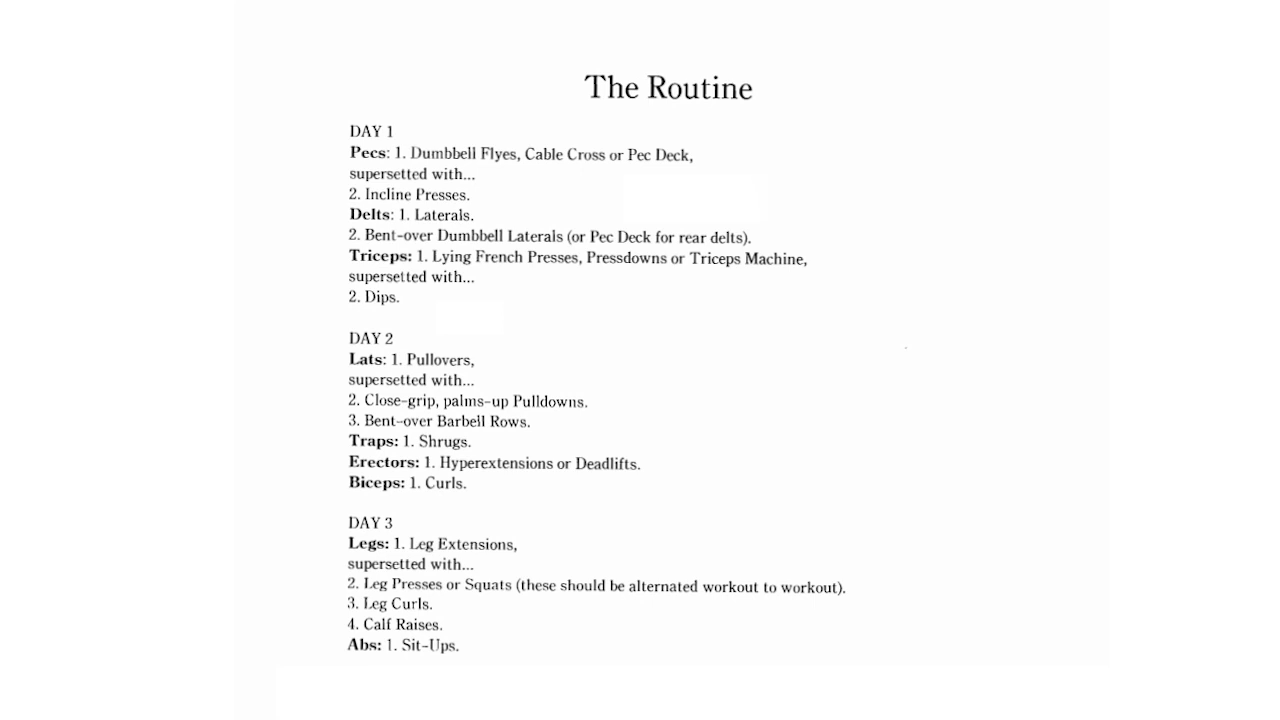 The Routine
DAY 1
Pecs: 1. Dumbbell Flyes, Cable Cross or Pec Deck,
supersetted with...
2. Incline Presses.
Delts: 1. Laterals.
2. Bent-over Dumbbell Laterals (or Pec Deck for rear delts).
Triceps: 1. Lying French Presses, Pressdowns or Triceps Machine,
supersetted with...
2. Dips.
DAY 2
Lats: 1. Pullovers,
supersetted with...
2. Close-grip, palms-up Pulldowns.
3. Bent-over Barbell Rows.
Traps: 1. Shrugs.
Erectors: 1. Hyperextensions or Deadlifts.
Biceps: 1. Curls.
DAY 3
Legs: 1. Leg Extensions,
supersetted with...
2. Leg Presses or Squats (these should be alternated workout to workout).
3. Leg Curls.
4. Calf Raises.
Abs: 1. Sit-Ups.